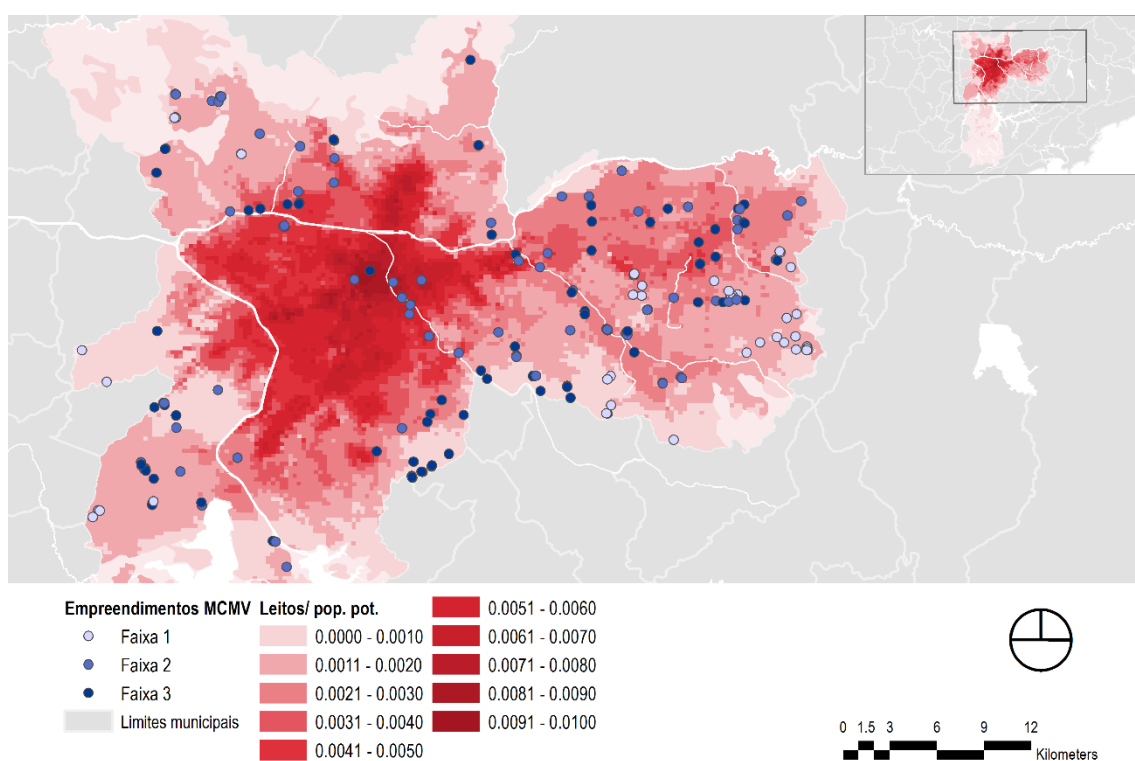 Empreendimentos MCMV
Faixa 1
Faixa 2
Faixa 3
Limites municipais
Leitos/ pop. pot.
0.0000 - 0.0010
0.0011 - 0.0020
0.0021 - 0.0030
0.0031 - 0.0040
0.0041 - 0.0050
0.0051 - 0.0060
0.0061 - 0.0070
0.0071 - 0.0080
0.0081 - 0.0090
0.0091 - 0.0100
0 1.5 3 6 9 12
Kilometers